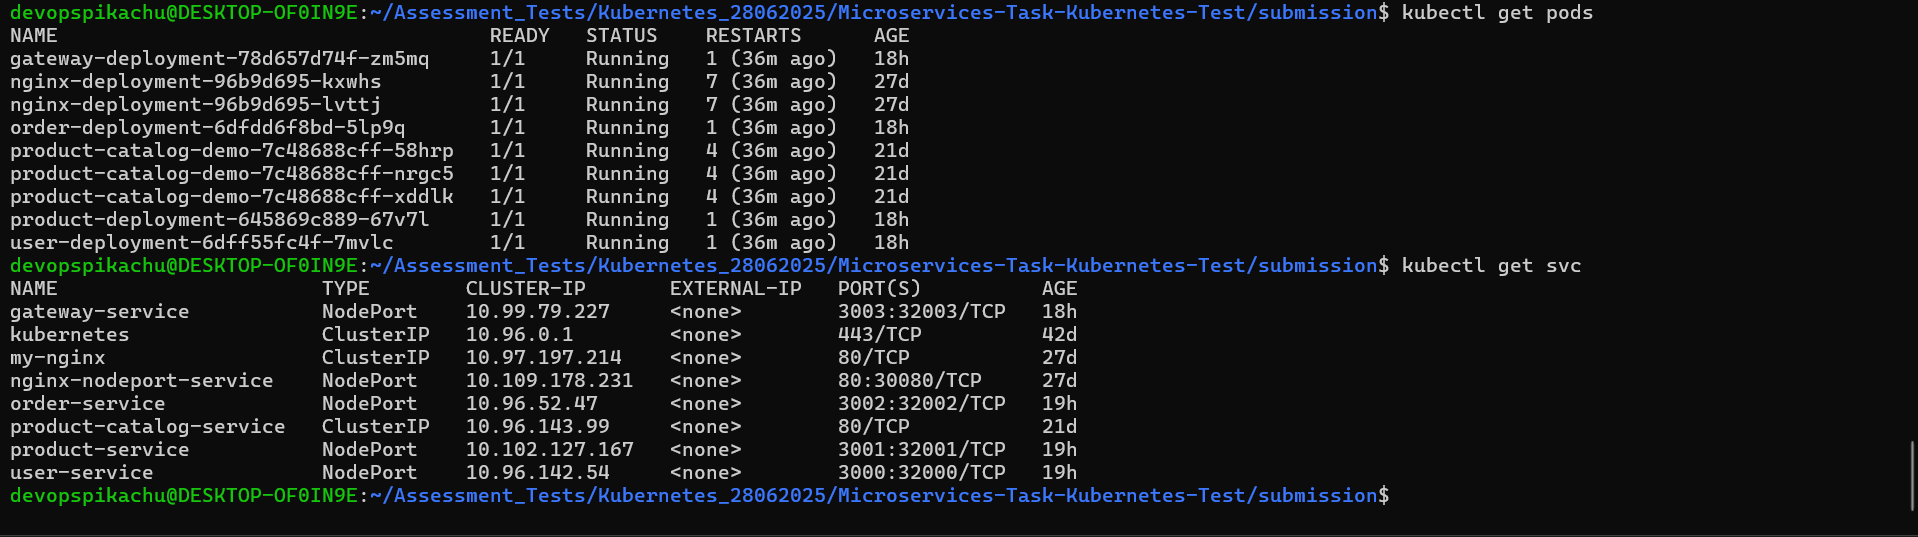 devopspikachu@DESKTOP-OF0IN9E:~/Assessment_Tests/Kubernetes_28062025/Microservices-Task-Kubernetes-Test/submission$ kubectl get pods
NAME                                    READY   STATUS    RESTARTS      AGE
gateway-deployment-78d657d74f-zm5mq     1/1     Running   1 (36m ago)   18h
nginx-deployment-96b9d695-kxwhs         1/1     Running   7 (36m ago)   27d
nginx-deployment-96b9d695-lvttj         1/1     Running   7 (36m ago)   27d
order-deployment-6dfdd6f8bd-5lp9q       1/1     Running   1 (36m ago)   18h
product-catalog-demo-7c48688cff-58hrp   1/1     Running   4 (36m ago)   21d
product-catalog-demo-7c48688cff-nrgc5   1/1     Running   4 (36m ago)   21d
product-catalog-demo-7c48688cff-xddlk   1/1     Running   4 (36m ago)   21d
product-deployment-645869c889-67v7l     1/1     Running   1 (36m ago)   18h
user-deployment-6dff55fc4f-7mvlc        1/1     Running   1 (36m ago)   18h
devopspikachu@DESKTOP-OF0IN9E:~/Assessment_Tests/Kubernetes_28062025/Microservices-Task-Kubernetes-Test/submission$ kubectl get svc
NAME                      TYPE        CLUSTER-IP       EXTERNAL-IP   PORT(S)          AGE
gateway-service           NodePort    10.99.79.227     <none>        3003:32003/TCP   18h
kubernetes                ClusterIP   10.96.0.1        <none>        443/TCP          42d
my-nginx                  ClusterIP   10.97.197.214    <none>        80/TCP           27d
nginx-nodeport-service    NodePort    10.109.178.231   <none>        80:30080/TCP     27d
order-service             NodePort    10.96.52.47      <none>        3002:32002/TCP   19h
product-catalog-service   ClusterIP   10.96.143.99     <none>        80/TCP           21d
product-service           NodePort    10.102.127.167   <none>        3001:32001/TCP   19h
user-service              NodePort    10.96.142.54     <none>        3000:32000/TCP   19h
devopspikachu@DESKTOP-OF0IN9E:~/Assessment_Tests/Kubernetes_28062025/Microservices-Task-Kubernetes-Test/submission$